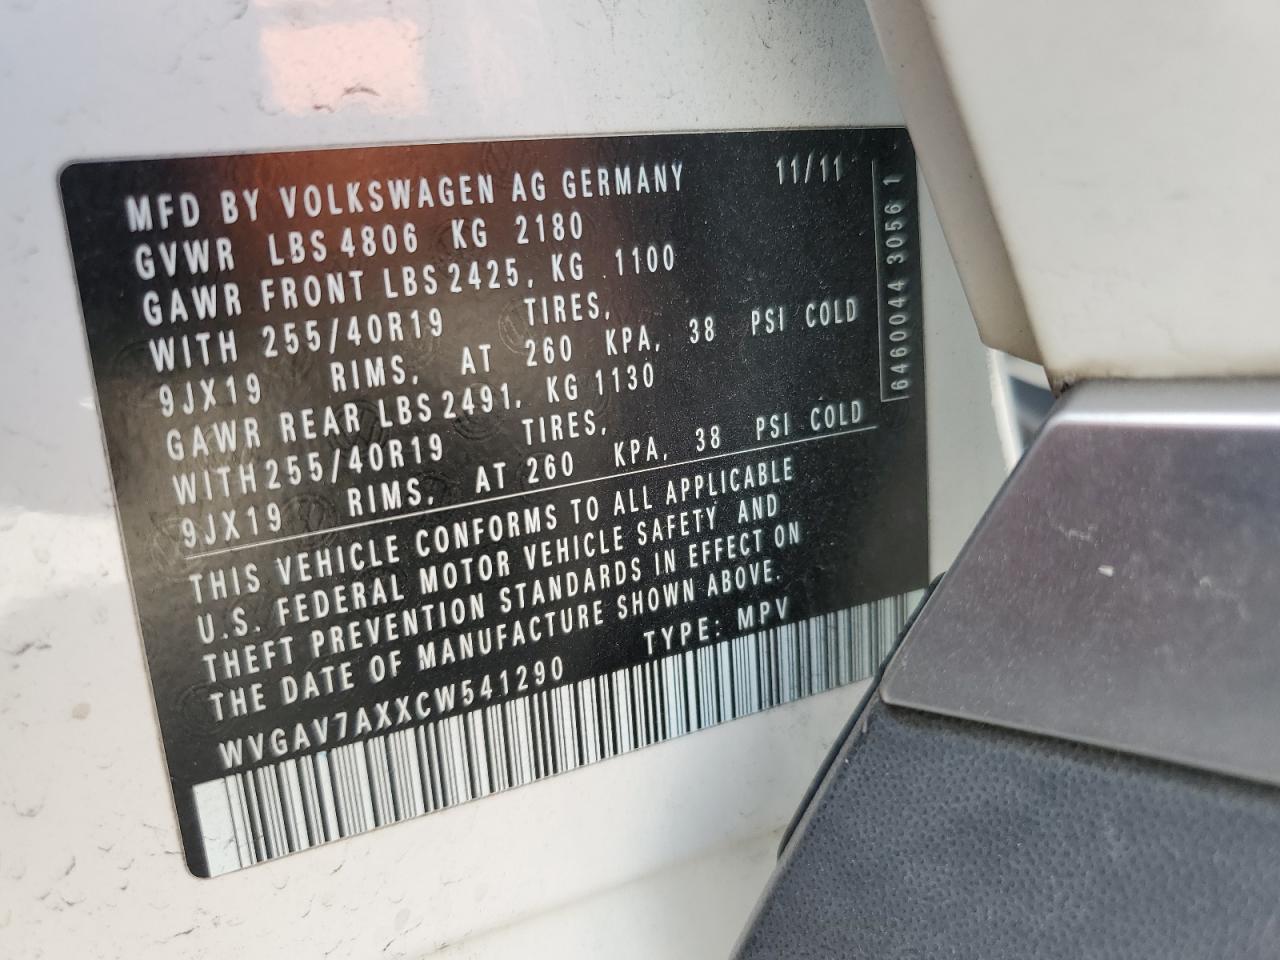 MFD BY VOLKSWAGEN AG GERMANY 11/11
GVWR LBS 4806 KG 2180
GAWR FRONT LBS 2425, KG 1100
WITH 255/40R19 TIRES,
9JX19 RIMS, AT 260 KPA, 38 PSI COLD
GAWR REAR LBS 2491, KG 1130
WITH 255/40R19 TIRES,
9JX19 RIMS, AT 260 KPA, 38 PSI COLD
THIS VEHICLE CONFORMS TO ALL APPLICABLE
U.S. FEDERAL MOTOR VEHICLE SAFETY AND
THEFT PREVENTION STANDARDS IN EFFECT ON
THE DATE OF MANUFACTURE SHOWN ABOVE.
WVGAV7AXXCW541290 TYPE: MPV
6460044 3056 1